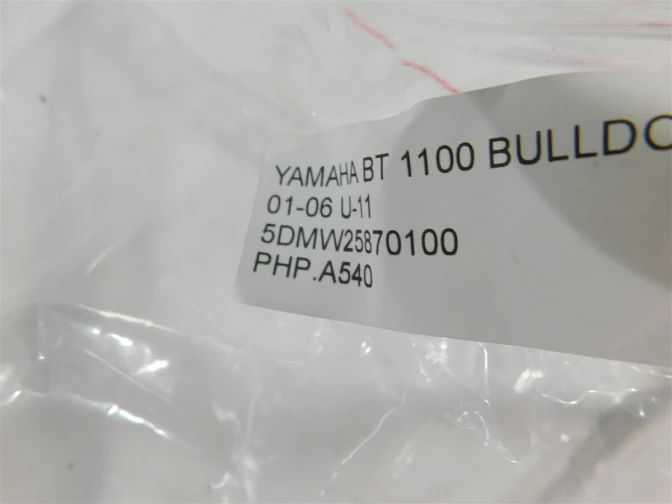 YAMAHA BT 1100 BULLDO
01-06 U-11
5DMW25870100
PHP.A540